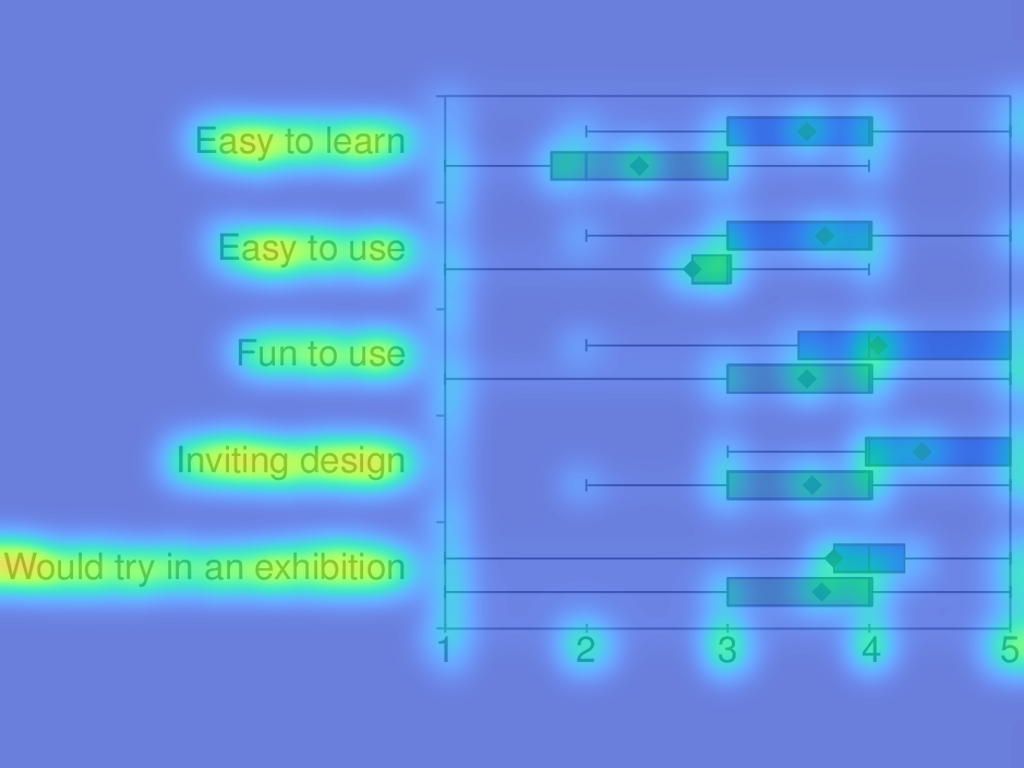 Easy to learn
Easy to use
Fun to use
Inviting design
Would try in an exhibition
1 2 3 4 5